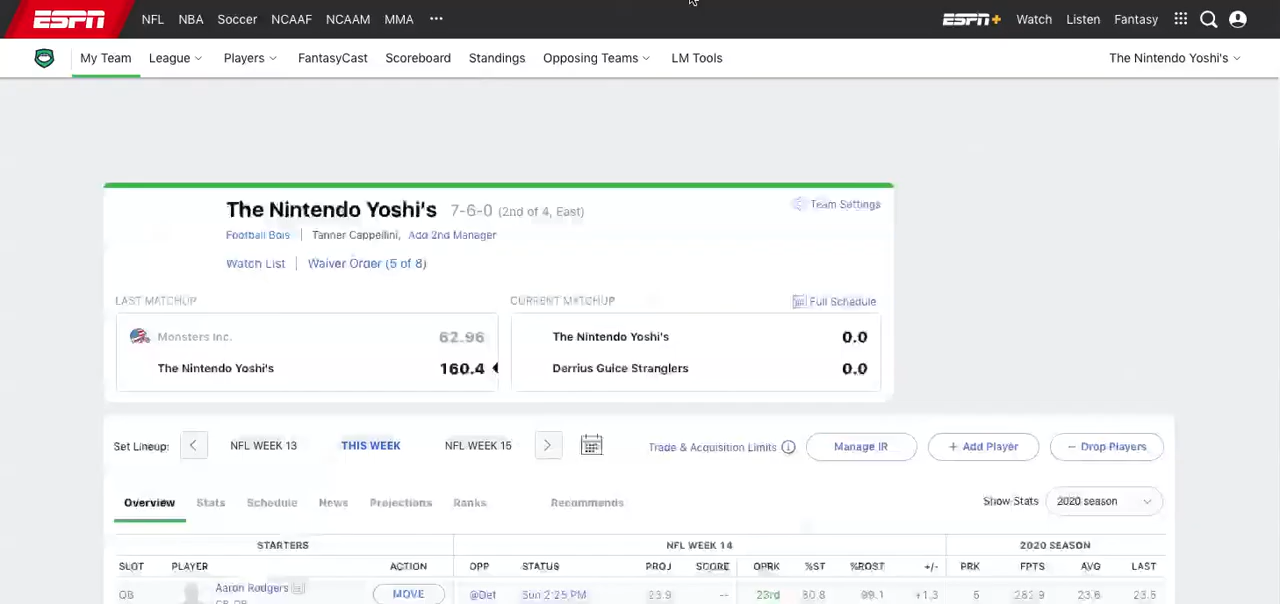 ESPN NFL NBA Soccer NCAAF NCAAM MMA ••• ESPN+ Watch Listen Fantasy
My Team League Players FantasyCast Scoreboard Standings Opposing Teams LM Tools The Nintendo Yoshi's
The Nintendo Yoshi's 7-6-0 (2nd of 4, East) Team Settings
Football Bois | Tanner Cappellini, Add 2nd Manager
Watch List | Waiver Order (5 of 8)
LAST MATCHUP CURRENT MATCHUP Full Schedule
Monsters Inc. 62.96 The Nintendo Yoshi's 0.0
The Nintendo Yoshi's 160.4 Derrius Guice Stranglers 0.0
Set Lineup: NFL WEEK 13 THIS WEEK NFL WEEK 15 Trade & Acquisition Limits Manage IR + Add Player − Drop Players
Overview Stats Schedule News Projections Ranks Recommends Show Stats 2020 season
STARTERS NFL WEEK 14 2020 SEASON
SLOT PLAYER ACTION OPP STATUS PROJ SCORE OPRK %ST %ROST +/- PRK FPTS AVG LAST
QB Aaron Rodgers MOVE @Det Sun 2:25 PM 23.9 -- 23rd 80.8 99.1 +1.3 5 282.9 23.6 23.5